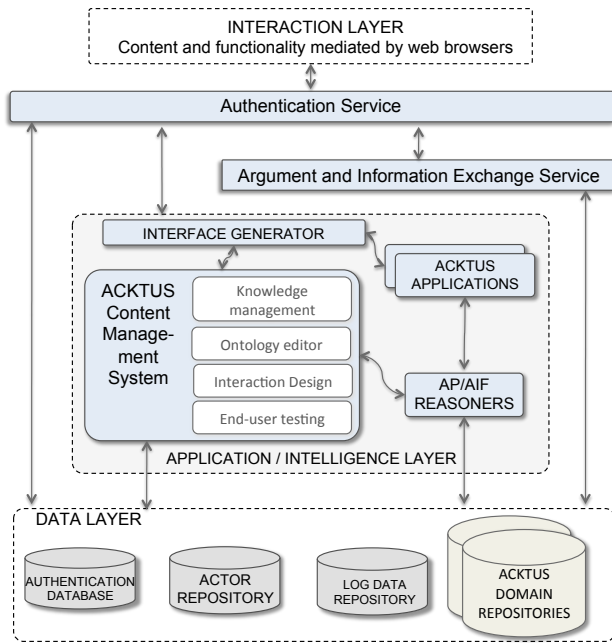 INTERACTION LAYER
Content and functionality mediated by web browsers
Authentication Service
Argument and Information Exchange Service
INTERFACE GENERATOR
ACKTUS
APPLICATIONS
ACKTUS
Content
Manage-
ment
System
Knowledge
management
Ontology editor
Interaction Design
End-user testing
AP/AIF
REASONERS
APPLICATION / INTELLIGENCE LAYER
DATA LAYER
AUTHENTICATION
DATABASE
ACTOR
REPOSITORY
LOG DATA
REPOSITORY
ACKTUS
DOMAIN
REPOSITORIES